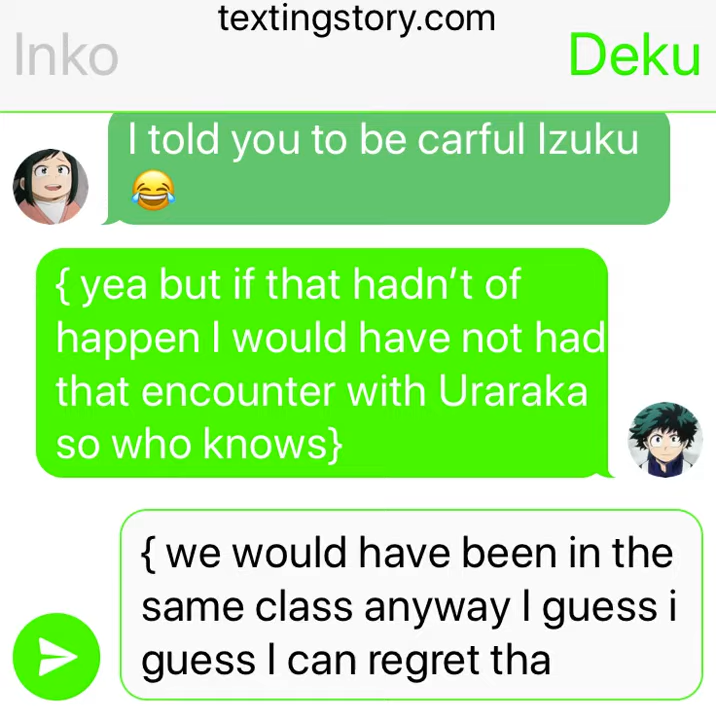 textingstory.com
Inko
Deku
I told you to be carful Izuku
😂
{ yea but if that hadn't of
happen I would have not had
that encounter with Uraraka
so who knows}
{ we would have been in the
same class anyway I guess i
guess I can regret tha